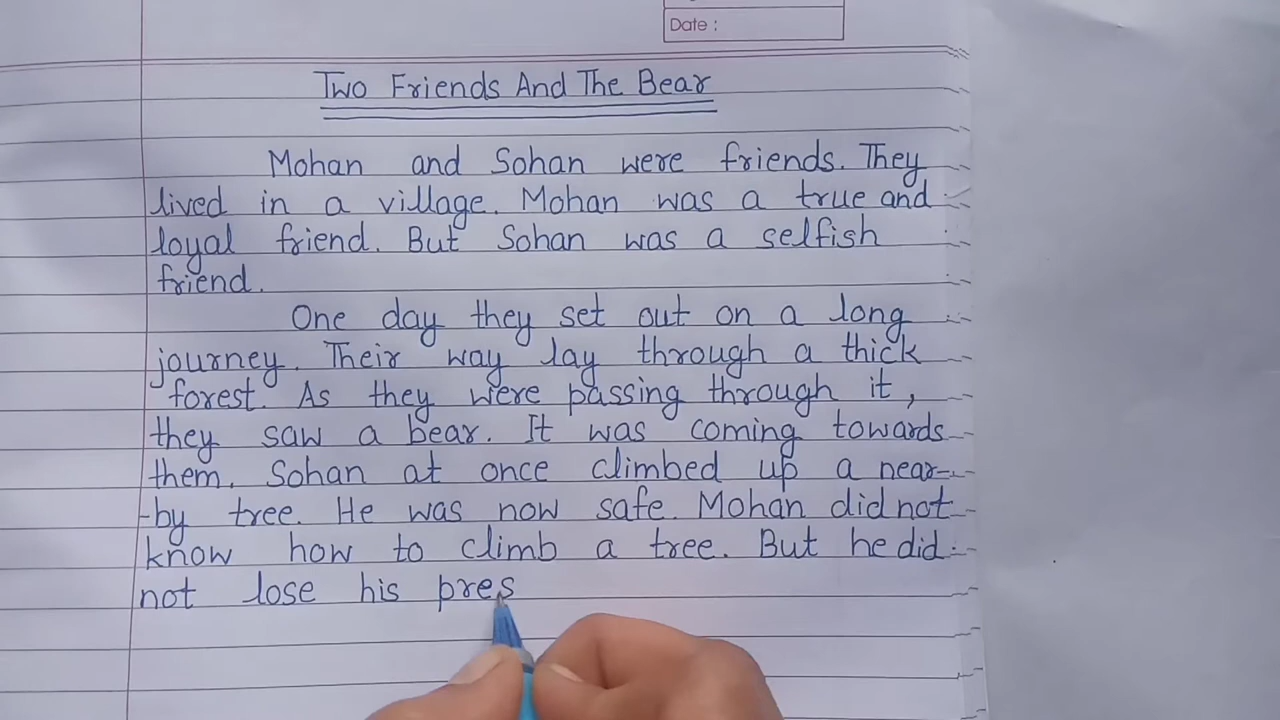 Date :
Two Friends And The Bear
Mohan and Sohan were friends. They
lived in a village. Mohan was a true and
loyal friend. But Sohan was a selfish
friend.
One day they set out on a long
journey. Their way lay through a thick
forest. As they were passing through it,
they saw a bear. It was coming towards
them. Sohan at once climbed up a near-
-by tree. He was now safe. Mohan did not
know how to climb a tree. But he did
not lose his pres